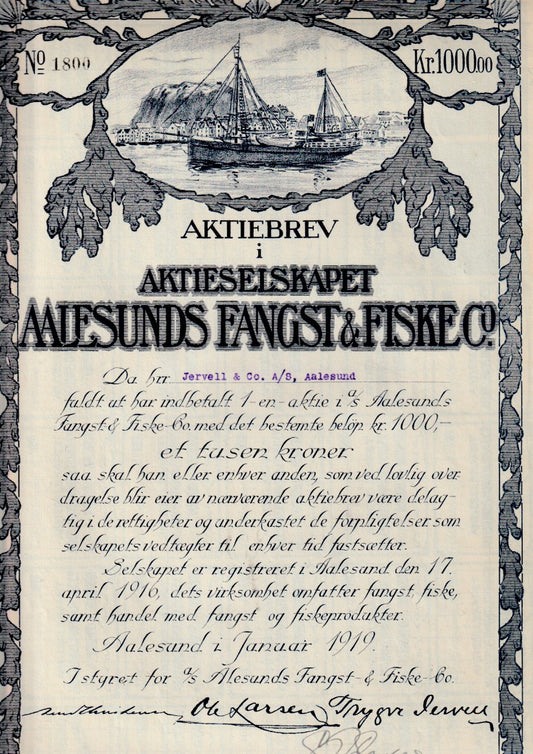 No 1800
Kr. 1000.00
AKTIEBREV
i
AKTIESELSKAPET
AALESUNDS FANGST & FISKE Co.
Da hrr Jervell & Co. A/S, Aalesund
fuldt ut har indbetalt 1-en-aktie i a/s Aalesunds
Fangst-& Fiske-Co. med det bestemte beløp kr. 1000,-
et tusen kroner
saa skal han eller enhver anden, som ved lovlig over
dragelse blir eier av nærværende aktiebrev være delag-
tig i de rettigheter og underkastet de forpligtelser som
selskapets vedtægter til enhver tid fastsætter.
Selskapet er registreret i Aalesund den 17.
april 1916, dets virksomhet omfatter fangst, fiske,
samt handel med fangst og fiskeprodukter.
Aalesund i Januar 1919.
I styret for a/s Ålesunds Fangst-& Fiske-Co.
Ole Larsen Trygve Jervell